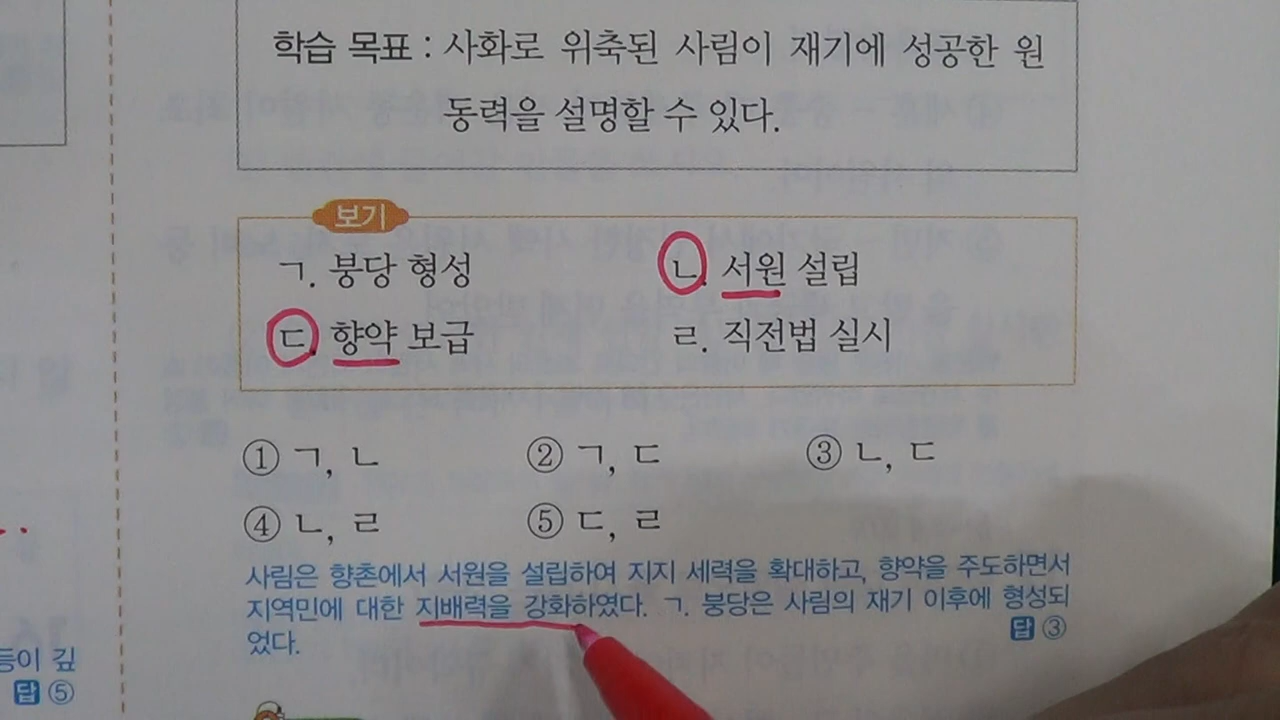 학습 목표 : 사화로 위축된 사림이 재기에 성공한 원
동력을 설명할 수 있다.
보기
ㄱ. 붕당 형성 ㄴ. 서원 설립
ㄷ. 향약 보급 ㄹ. 직전법 실시
① ㄱ, ㄴ ② ㄱ, ㄷ ③ ㄴ, ㄷ
④ ㄴ, ㄹ ⑤ ㄷ, ㄹ
사림은 향촌에서 서원을 설립하여 지지 세력을 확대하고, 향약을 주도하면서
지역민에 대한 지배력을 강화하였다. ㄱ. 붕당은 사림의 재기 이후에 형성되
었다. 답 ③
등이 깊
답 ⑤